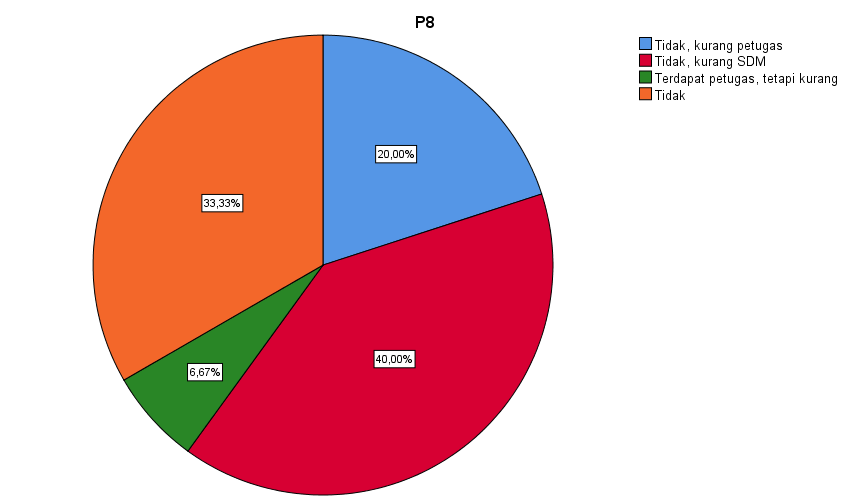 P8
Tidak, kurang petugas
Tidak, kurang SDM
Terdapat petugas, tetapi kurang
Tidak
20,00%
33,33%
40,00%
6,67%